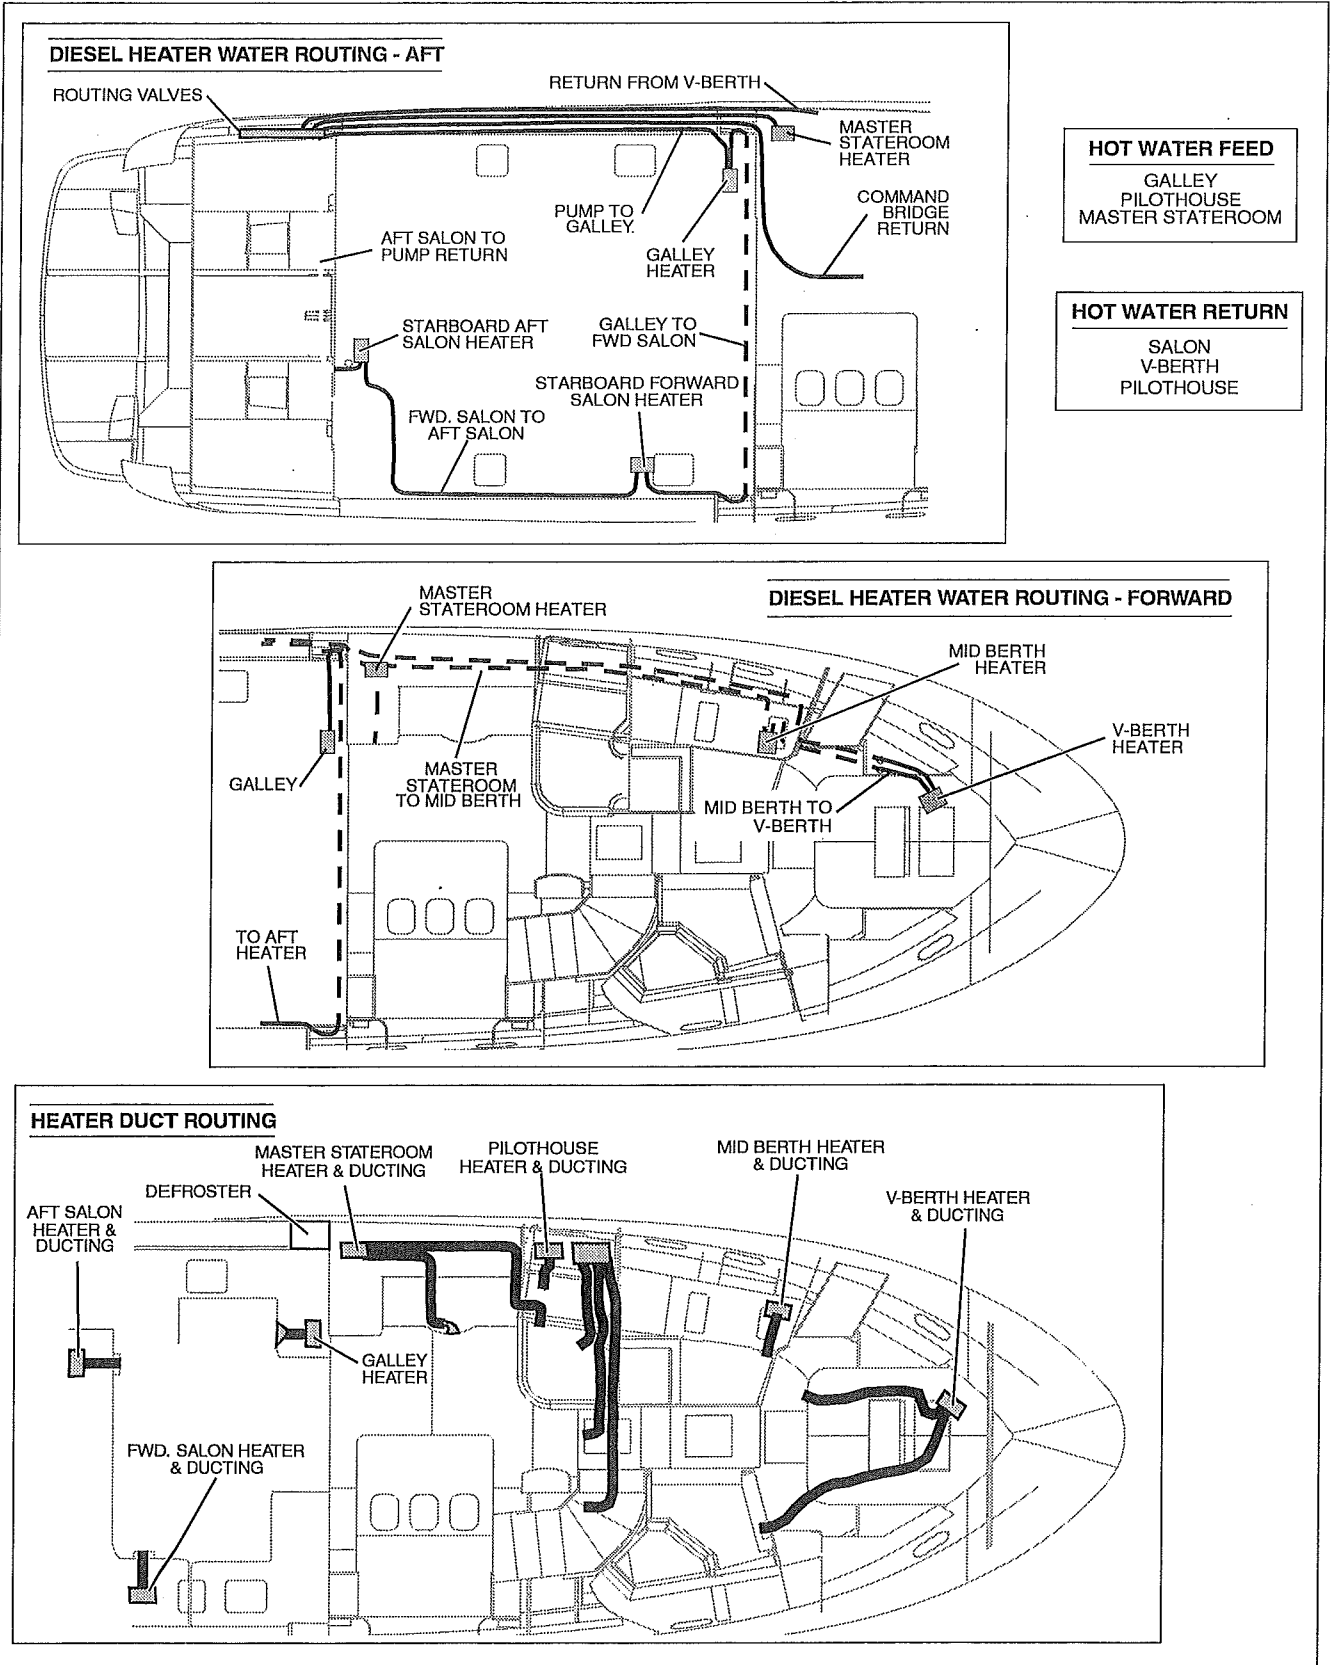 DIESEL HEATER WATER ROUTING - AFT
ROUTING VALVES
RETURN FROM V-BERTH
MASTER
STATEROOM
HEATER
COMMAND
BRIDGE
RETURN
PUMP TO
GALLEY.
GALLEY
HEATER
AFT SALON TO
PUMP RETURN
STARBOARD AFT
SALON HEATER
GALLEY TO
FWD SALON
STARBOARD FORWARD
SALON HEATER
FWD. SALON TO
AFT SALON
HOT WATER FEED
GALLEY
PILOTHOUSE
MASTER STATEROOM
HOT WATER RETURN
SALON
V-BERTH
PILOTHOUSE
DIESEL HEATER WATER ROUTING - FORWARD
MASTER
STATEROOM HEATER
MID BERTH
HEATER
V-BERTH
HEATER
GALLEY
MASTER
STATEROOM
TO MID BERTH
MID BERTH TO
V-BERTH
TO AFT
HEATER
HEATER DUCT ROUTING
MASTER STATEROOM
HEATER & DUCTING
PILOTHOUSE
HEATER & DUCTING
MID BERTH HEATER
& DUCTING
DEFROSTER
V-BERTH HEATER
& DUCTING
AFT SALON
HEATER &
DUCTING
GALLEY
HEATER
FWD. SALON HEATER
& DUCTING